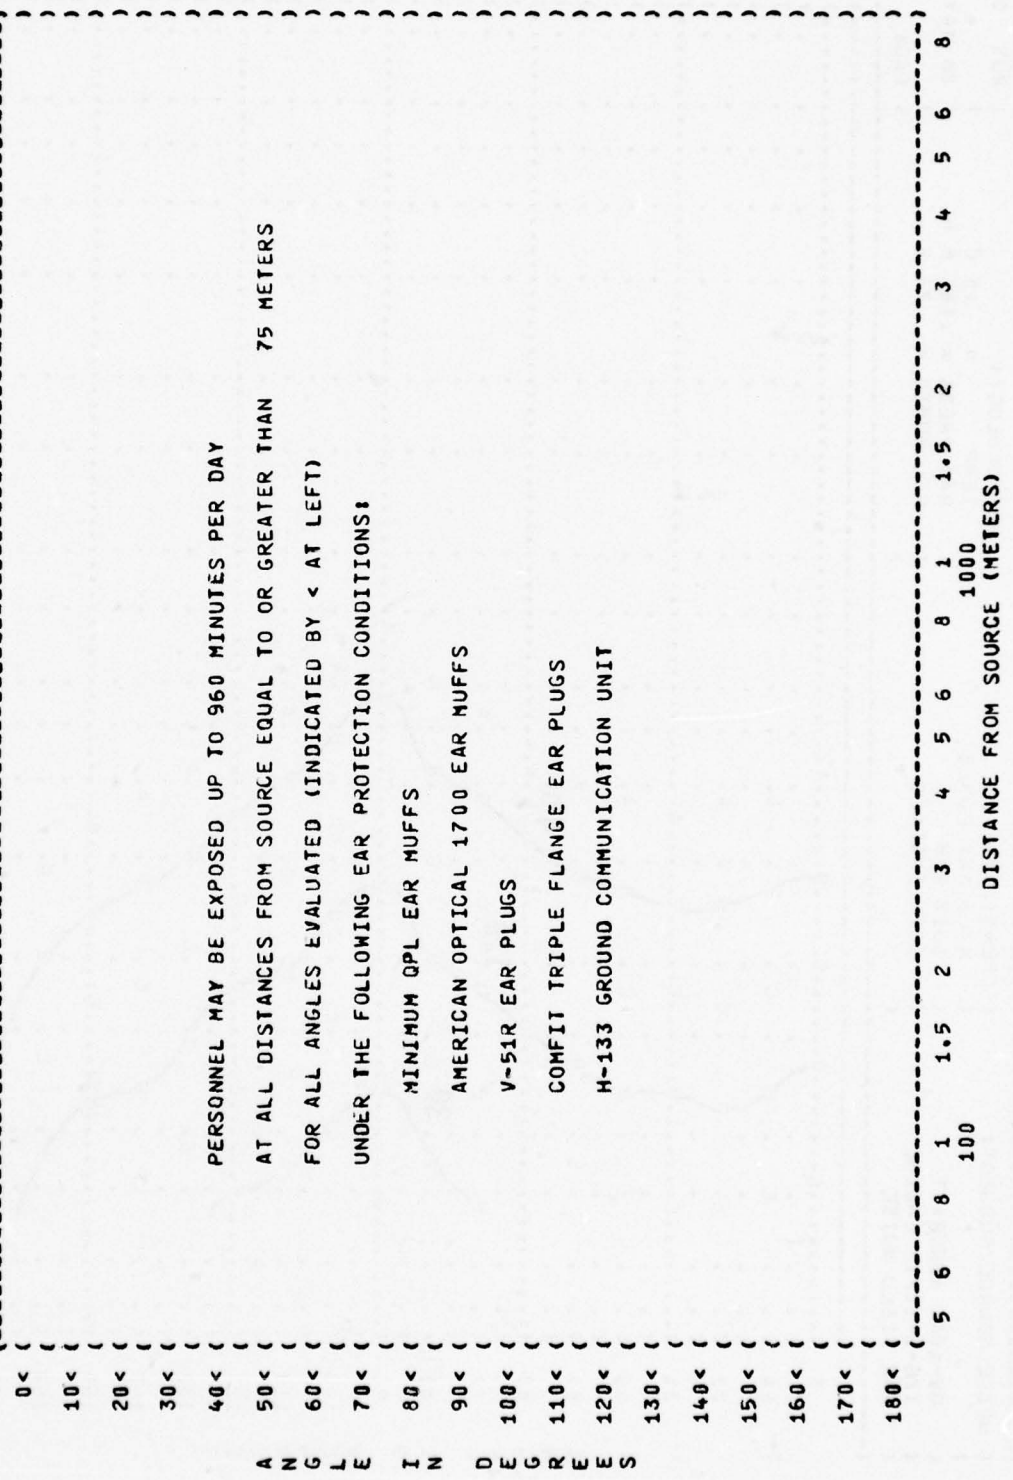 0<
10<
20<
30<
40<
50<
60<
70<
80<
90<
100<
110<
120<
130<
140<
150<
160<
170<
180<
ANGLE IN DEGREES
PERSONNEL MAY BE EXPOSED UP TO 960 MINUTES PER DAY
AT ALL DISTANCES FROM SOURCE EQUAL TO OR GREATER THAN 75 METERS
FOR ALL ANGLES EVALUATED (INDICATED BY < AT LEFT)
UNDER THE FOLLOWING EAR PROTECTION CONDITIONS:
MINIMUM QPL EAR MUFFS
AMERICAN OPTICAL 1700 EAR MUFFS
V-51R EAR PLUGS
COMFIT TRIPLE FLANGE EAR PLUGS
H-133 GROUND COMMUNICATION UNIT
5 6 8 1 1.5 2 3 4 5 6 8 1 1.5 2 3 4 5 6 8
100 1000
DISTANCE FROM SOURCE (METERS)